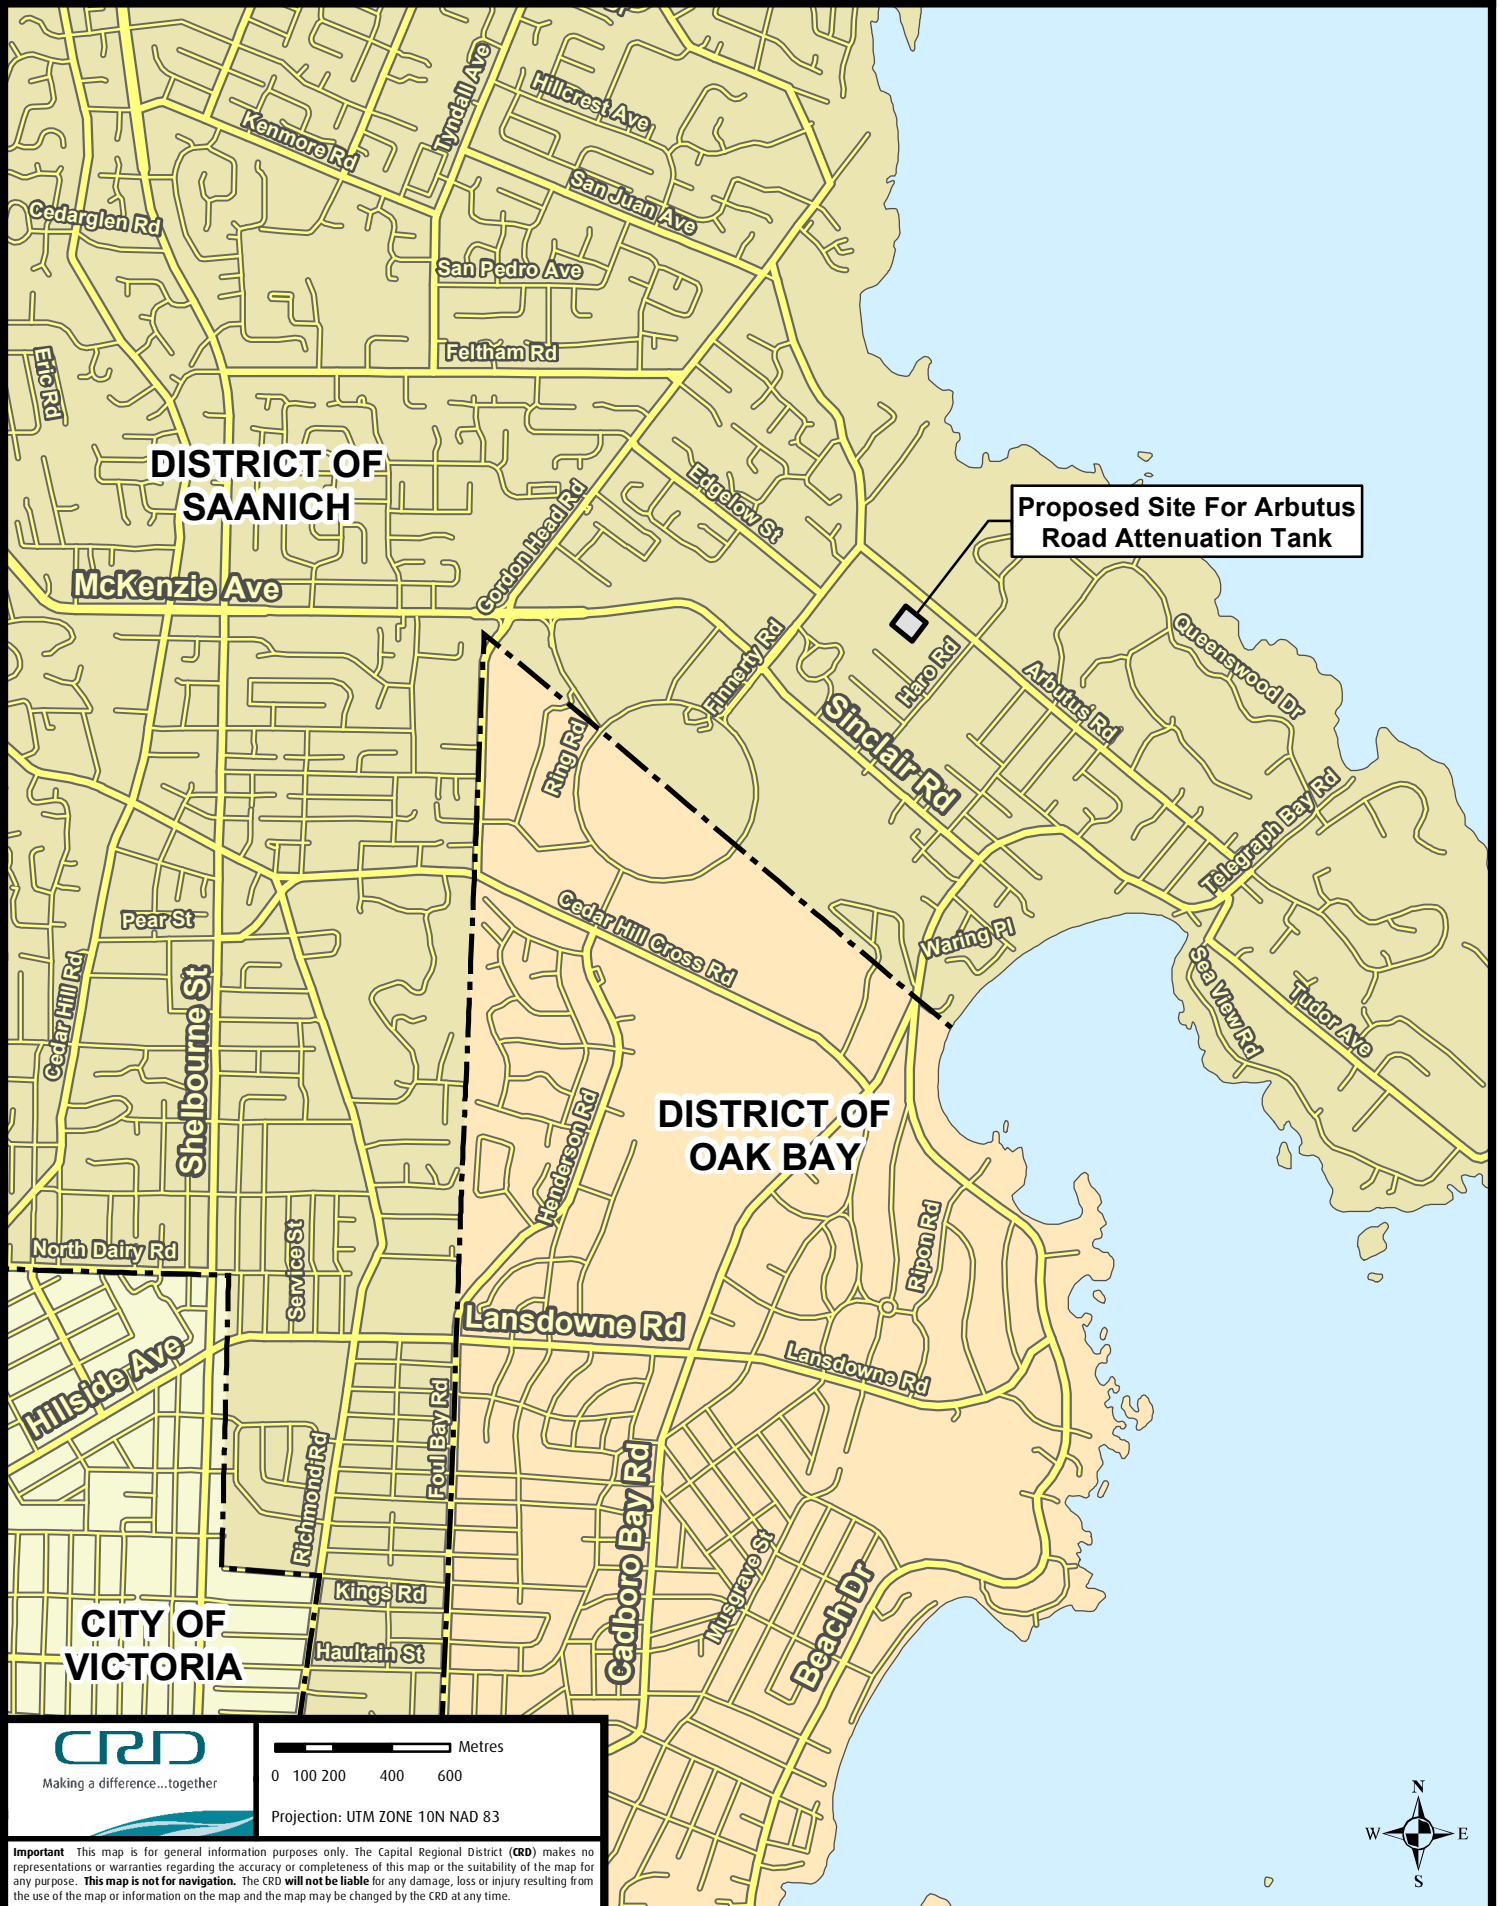 Tyndall Ave
Hillcrest Ave
Kenmore Rd
San Juan Ave
Cedarglen Rd
San Pedro Ave
Feltham Rd
Eric Rd
DISTRICT OF
SAANICH
Edgelow St
Gordon Head Rd
Proposed Site For Arbutus
Road Attenuation Tank
McKenzie Ave
Finnerty Rd
Haro Rd
Queenswood Dr
Arbutus Rd
Sinclair Rd
Ring Rd
Telegraph Bay Rd
Cedar Hill Cross Rd
Pear St
Waring Pl
Cedar Hill Rd
Shelbourne St
Sea View Rd
Tudor Ave
DISTRICT OF
OAK BAY
Henderson Rd
Ripon Rd
North Dairy Rd
Service St
Lansdowne Rd
Lansdowne Rd
Hillside Ave
Foul Bay Rd
Richmond Rd
Cadboro Bay Rd
Musgrave St
Beach Dr
Kings Rd
CITY OF
VICTORIA
Haultain St
CRD
Making a difference...together
Metres
0 100 200 400 600
Projection: UTM ZONE 10N NAD 83
N
W E
S
Important This map is for general information purposes only. The Capital Regional District (CRD) makes no
representations or warranties regarding the accuracy or completeness of this map or the suitability of the map for
any purpose. This map is not for navigation. The CRD will not be liable for any damage, loss or injury resulting from
the use of the map or information on the map and the map may be changed by the CRD at any time.